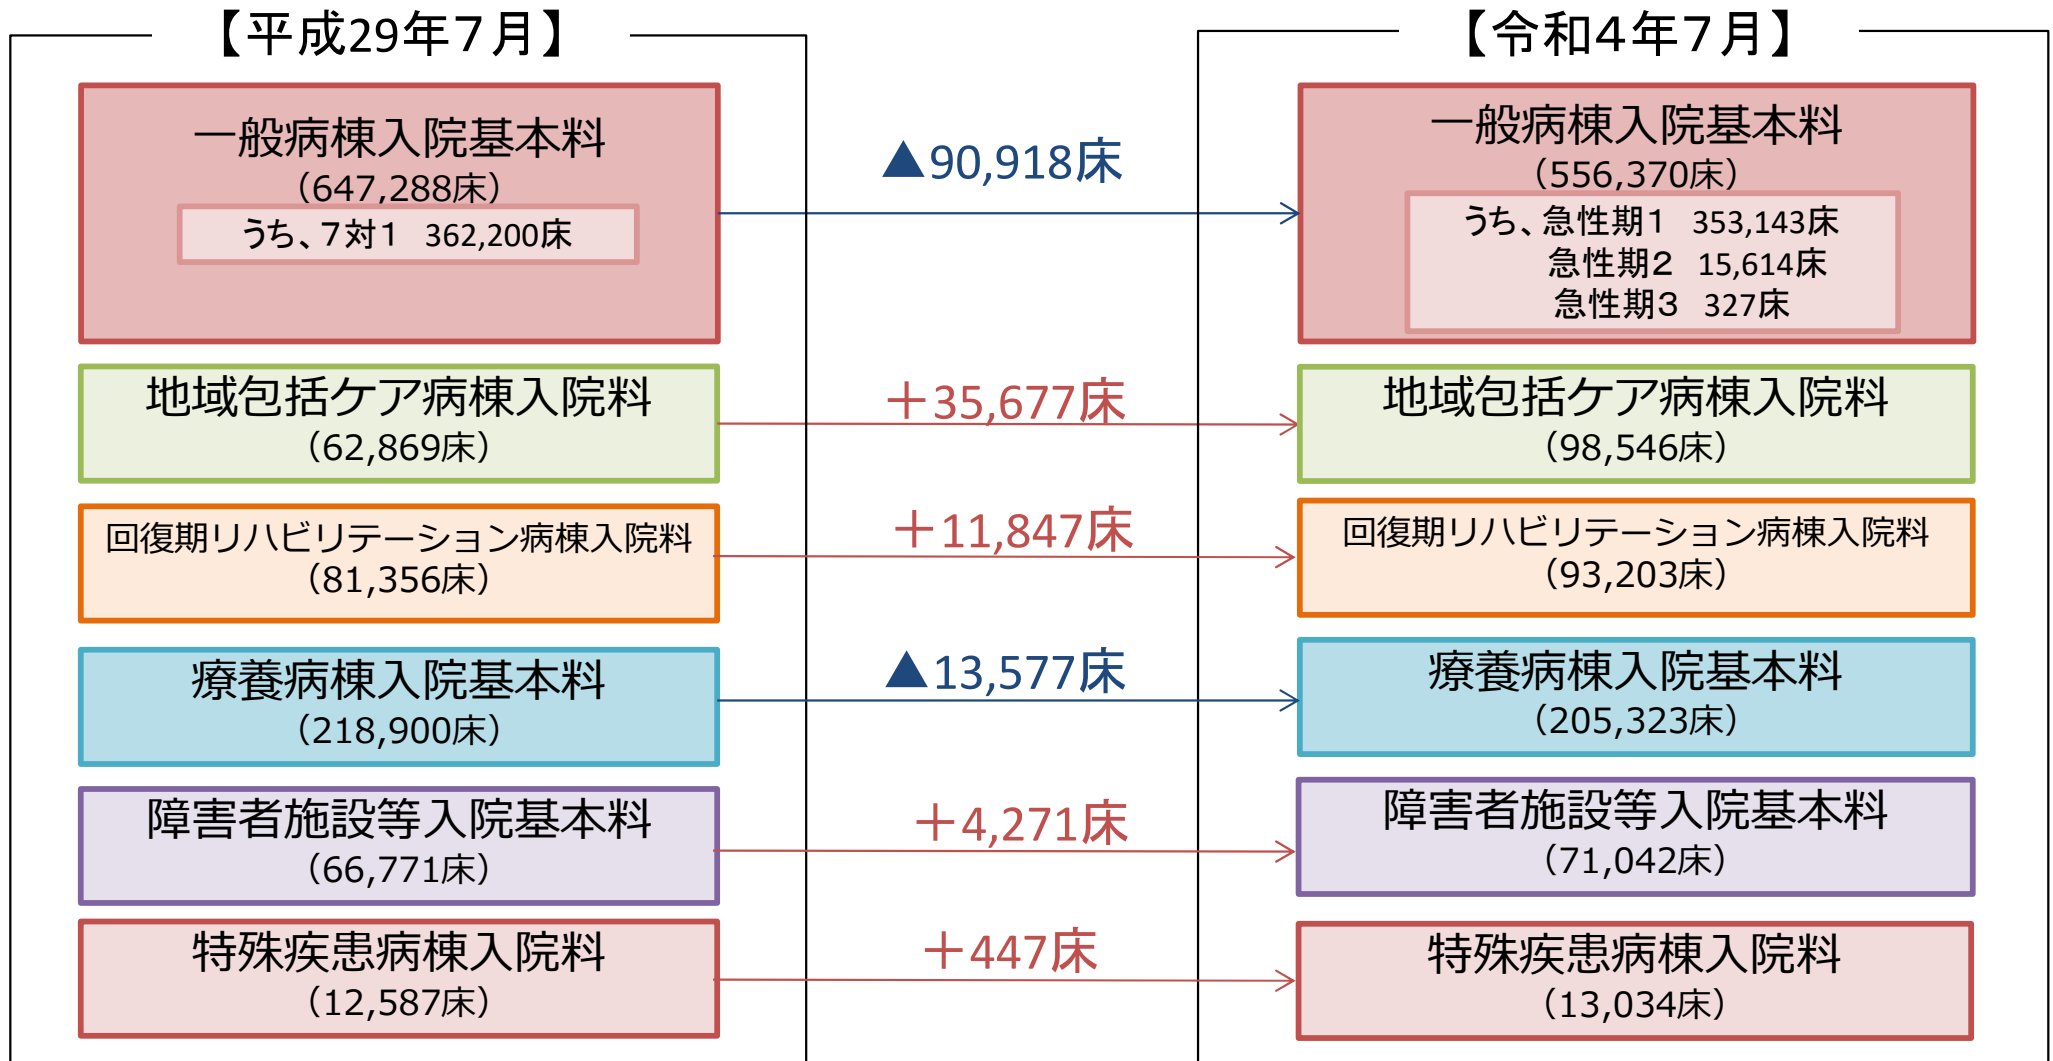 【平成29年７月】
一般病棟入院基本料
（647,288床）
うち、７対１　362,200床
地域包括ケア病棟入院料
（62,869床）
回復期リハビリテーション病棟入院料
（81,356床）
療養病棟入院基本料
（218,900床）
障害者施設等入院基本料
（66,771床）
特殊疾患病棟入院料
（12,587床）
▲90,918床
＋35,677床
＋11,847床
▲13,577床
＋4,271床
＋447床
【令和４年７月】
一般病棟入院基本料
（556,370床）
うち、急性期１　353,143床
急性期２　15,614床
急性期３　327床
地域包括ケア病棟入院料
（98,546床）
回復期リハビリテーション病棟入院料
（93,203床）
療養病棟入院基本料
（205,323床）
障害者施設等入院基本料
（71,042床）
特殊疾患病棟入院料
（13,034床）